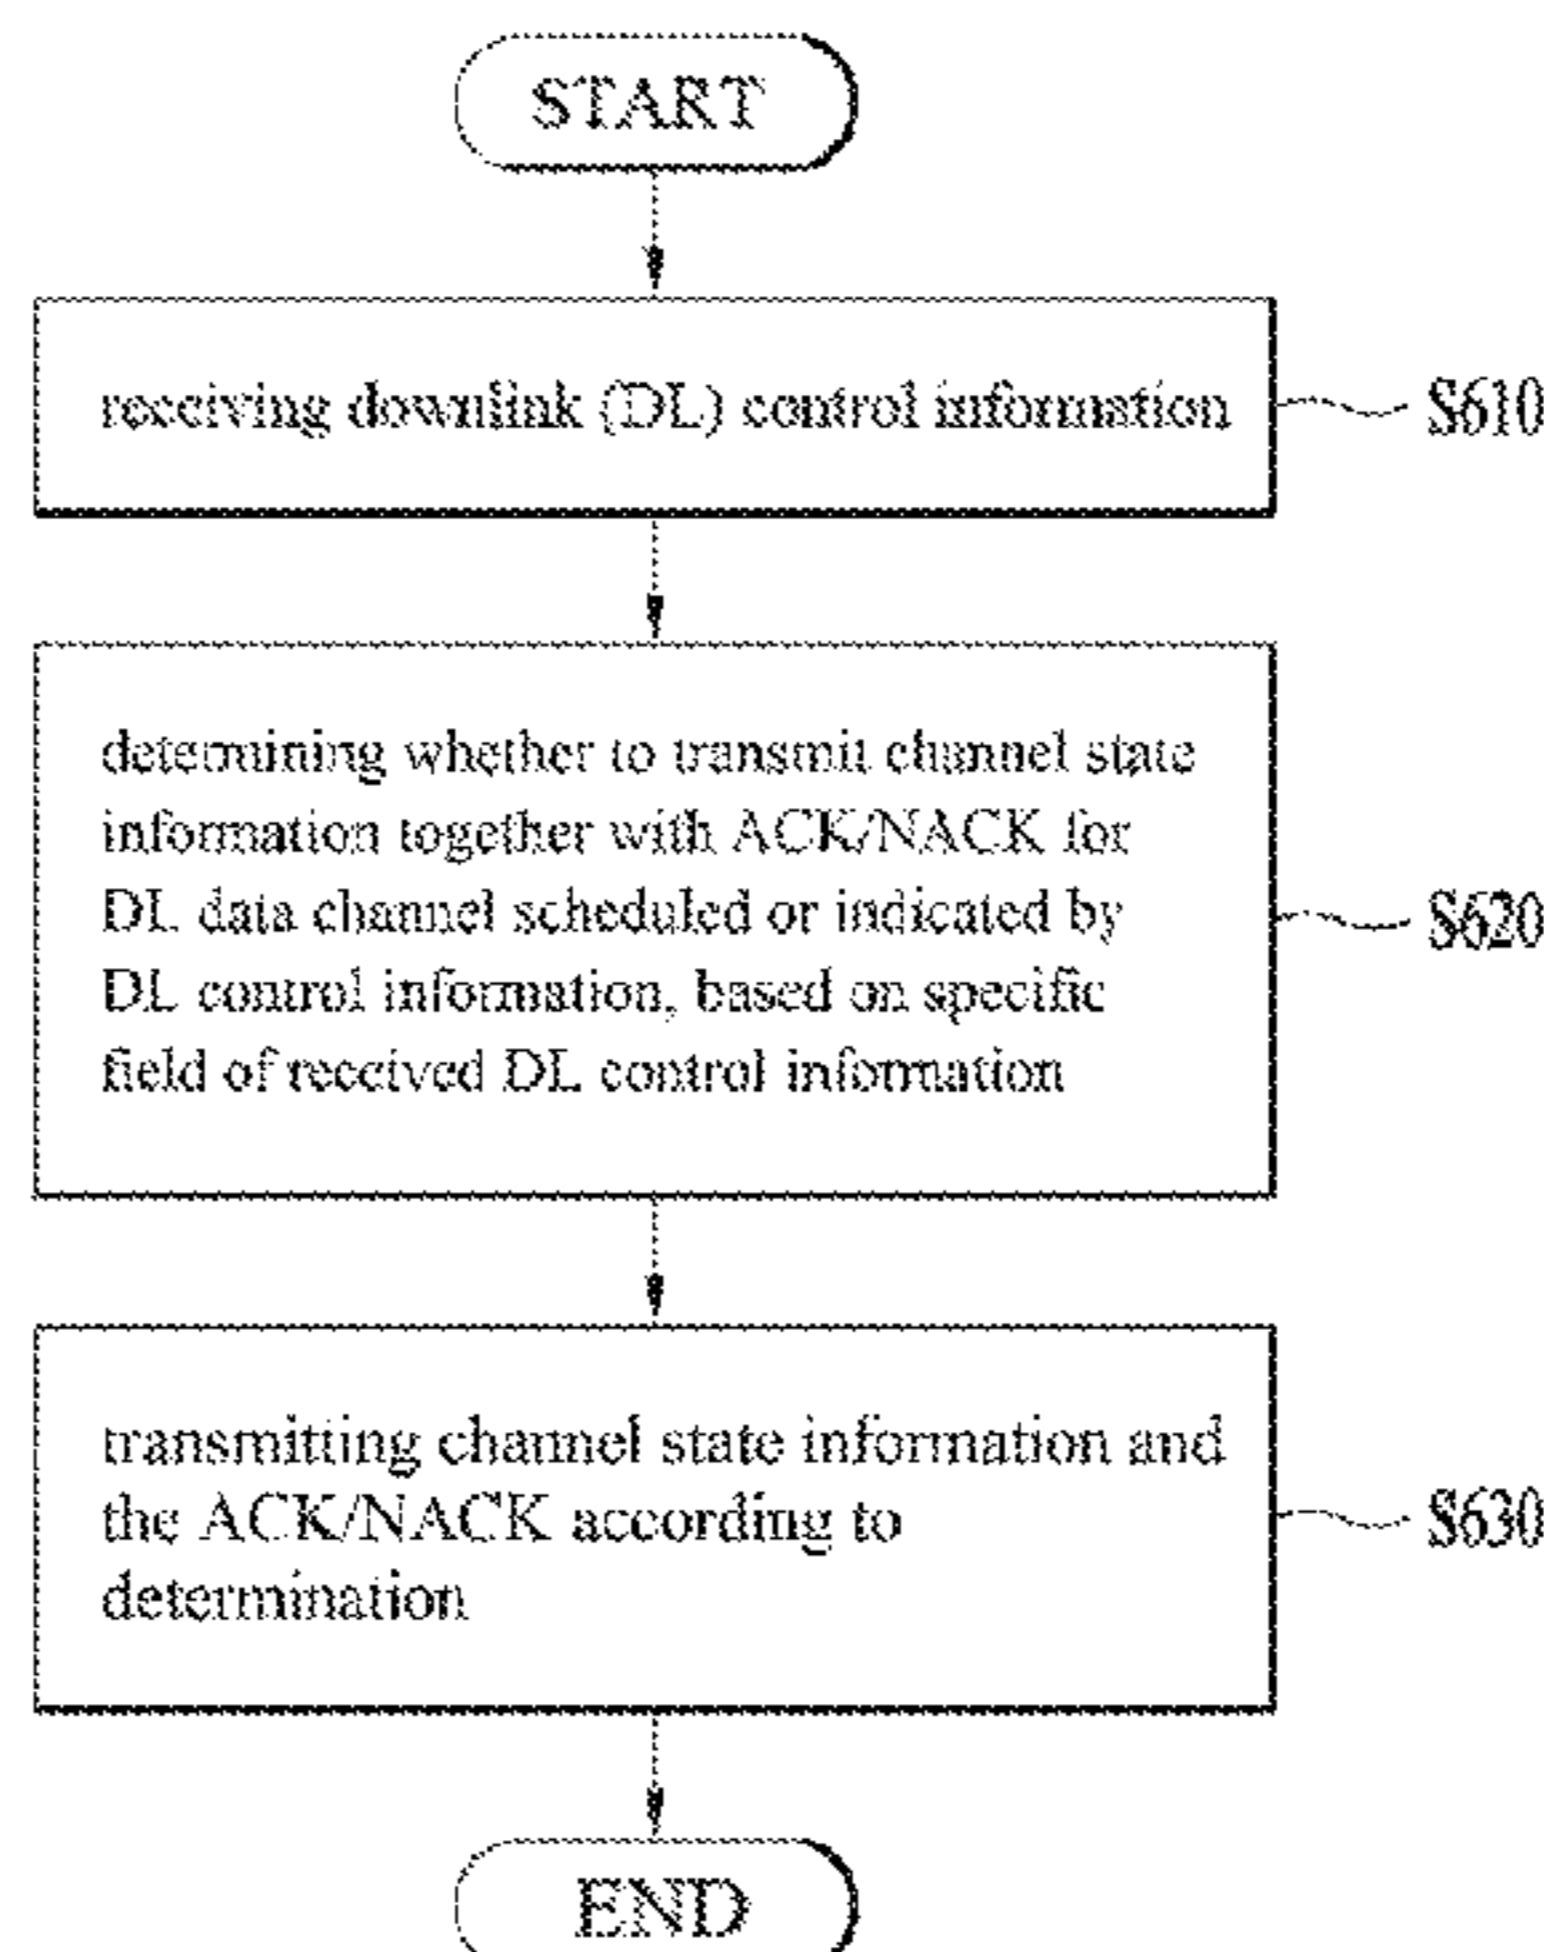 START
receiving downlink (DL) control information
S610
determining whether to transmit channel state
information together with ACK/NACK for
DL data channel scheduled or indicated by
DL control information, based on specific
field of received DL control information
S620
transmitting channel state information and
the ACK/NACK according to
determination
S630
END